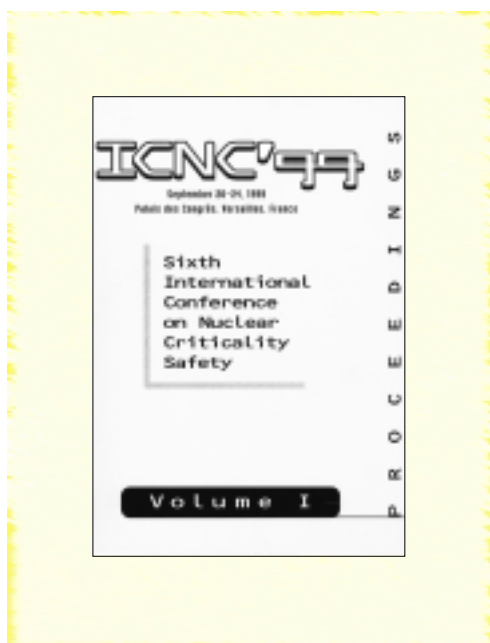 ICNC'99
September 20-24, 1999
Palais des Congrès, Versailles, France
Sixth
International
Conference
on Nuclear
Criticality
Safety
Volume I
PROCEEDINGS